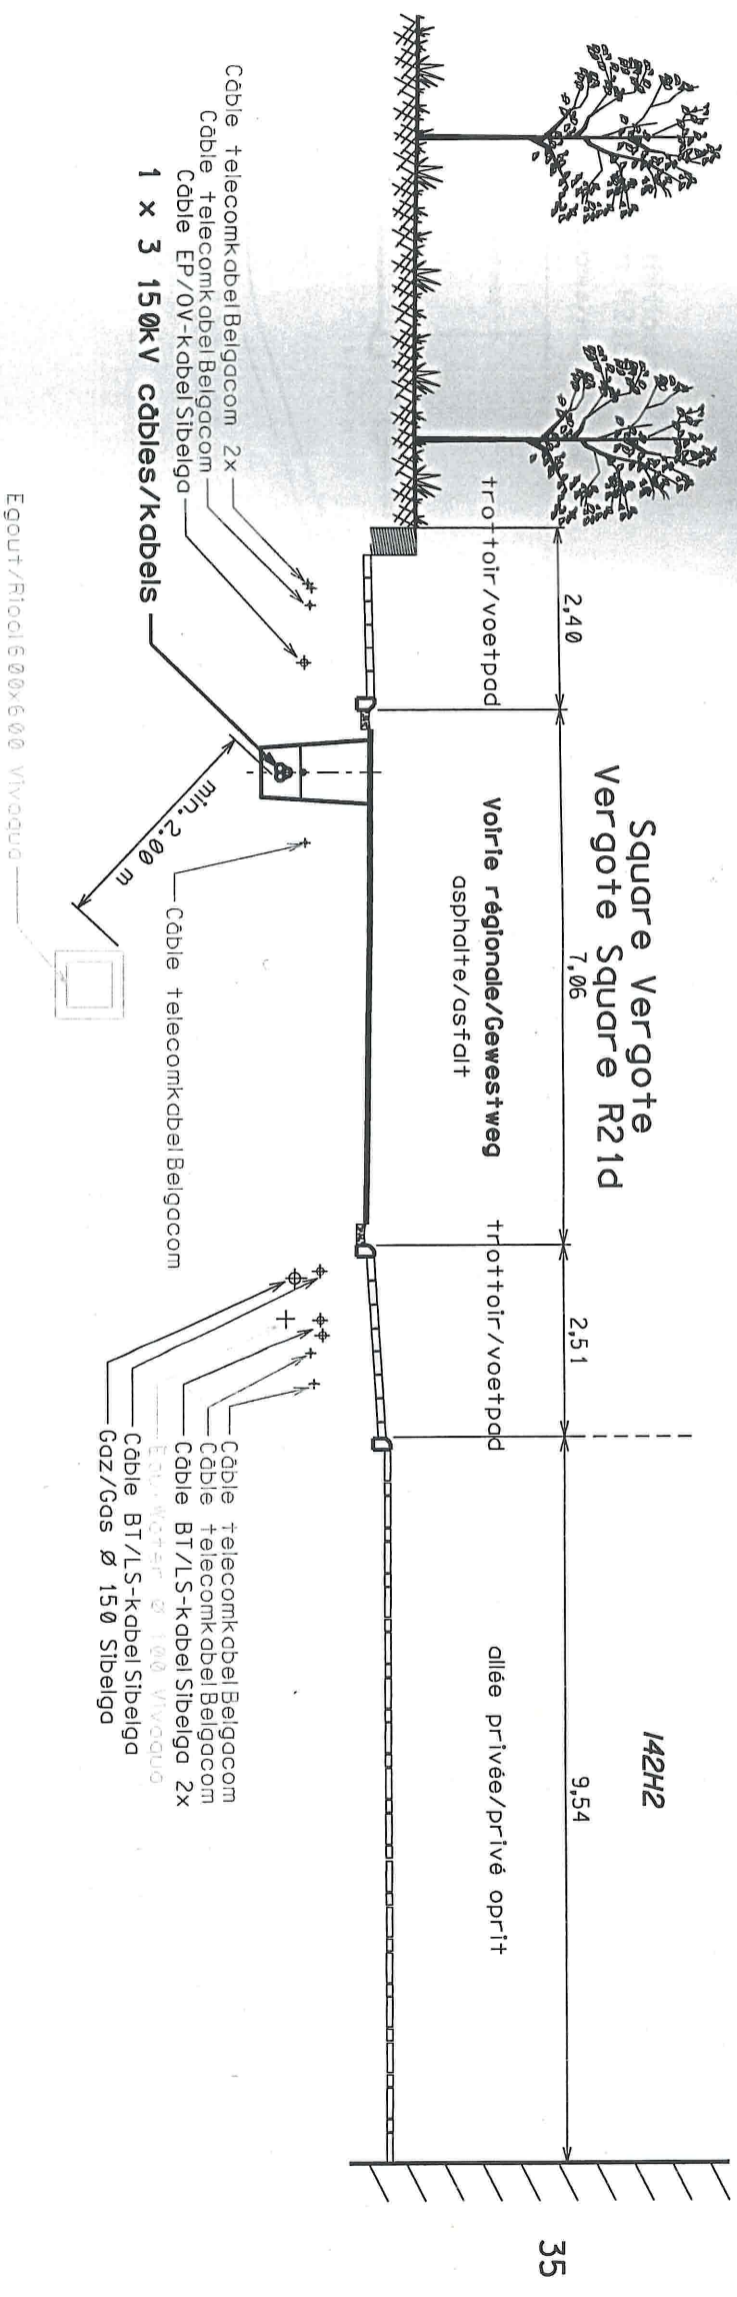 Square Vergote
Vergote Square R21d
142H2
2,40
7,06
2,51
9,54
35
trottoir/voetpad
Voirie régionale/Gewestweg
asphalte/asfalt
trottoir/voetpad
allée privée/privé oprit
Câble telecomkabel Belgacom 2x
Câble telecomkabel Belgacom
Câble EP/OV-kabel Sibelga
1 x 3 150kV câbles/kabels
min. 2.00 m
Câble telecomkabel Belgacom
Egout/Riool 600x600 Vivaqua
Câble telecomkabel Belgacom
Câble telecomkabel Belgacom
Câble BT/LS-kabel Sibelga 2x
Eau-Water Ø 100 Vivaqua
Câble BT/LS-kabel Sibelga
Gaz/Gas Ø 150 Sibelga